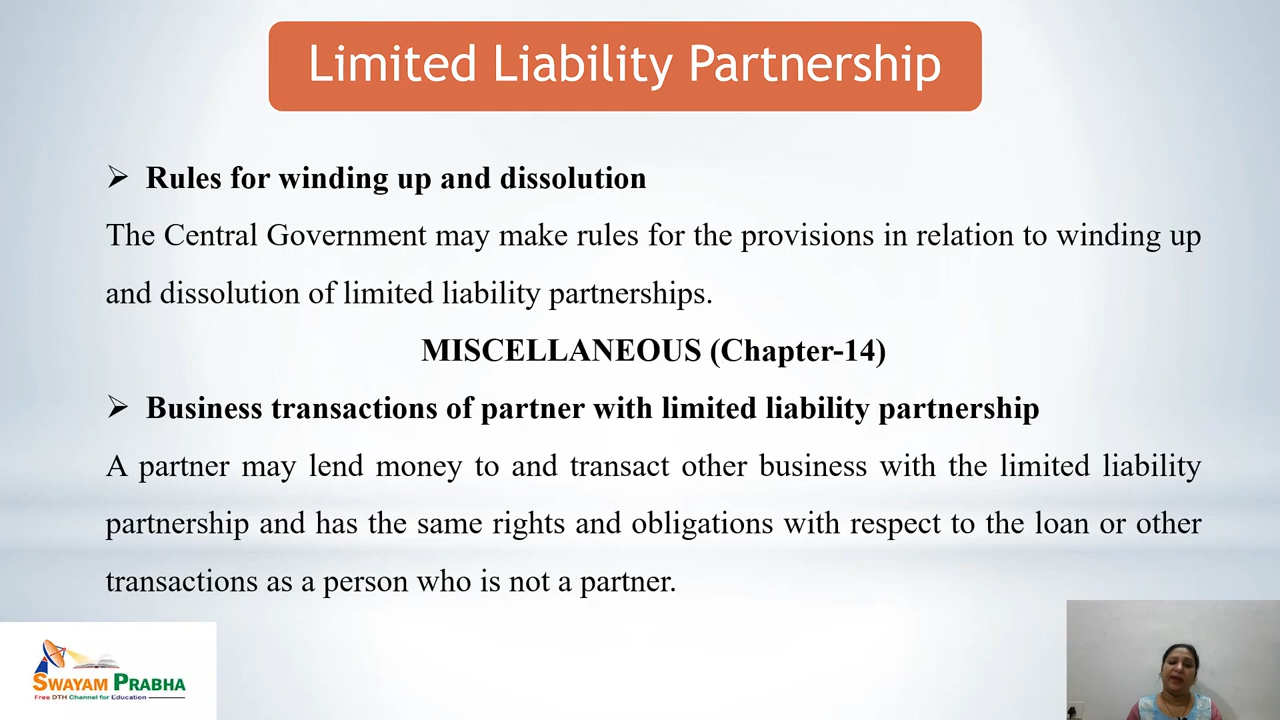 Limited Liability Partnership
Rules for winding up and dissolution
The Central Government may make rules for the provisions in relation to winding up
and dissolution of limited liability partnerships.
MISCELLANEOUS (Chapter-14)
Business transactions of partner with limited liability partnership
A partner may lend money to and transact other business with the limited liability
partnership and has the same rights and obligations with respect to the loan or other
transactions as a person who is not a partner.
SWAYAM PRABHA
Free DTH Channel for Education